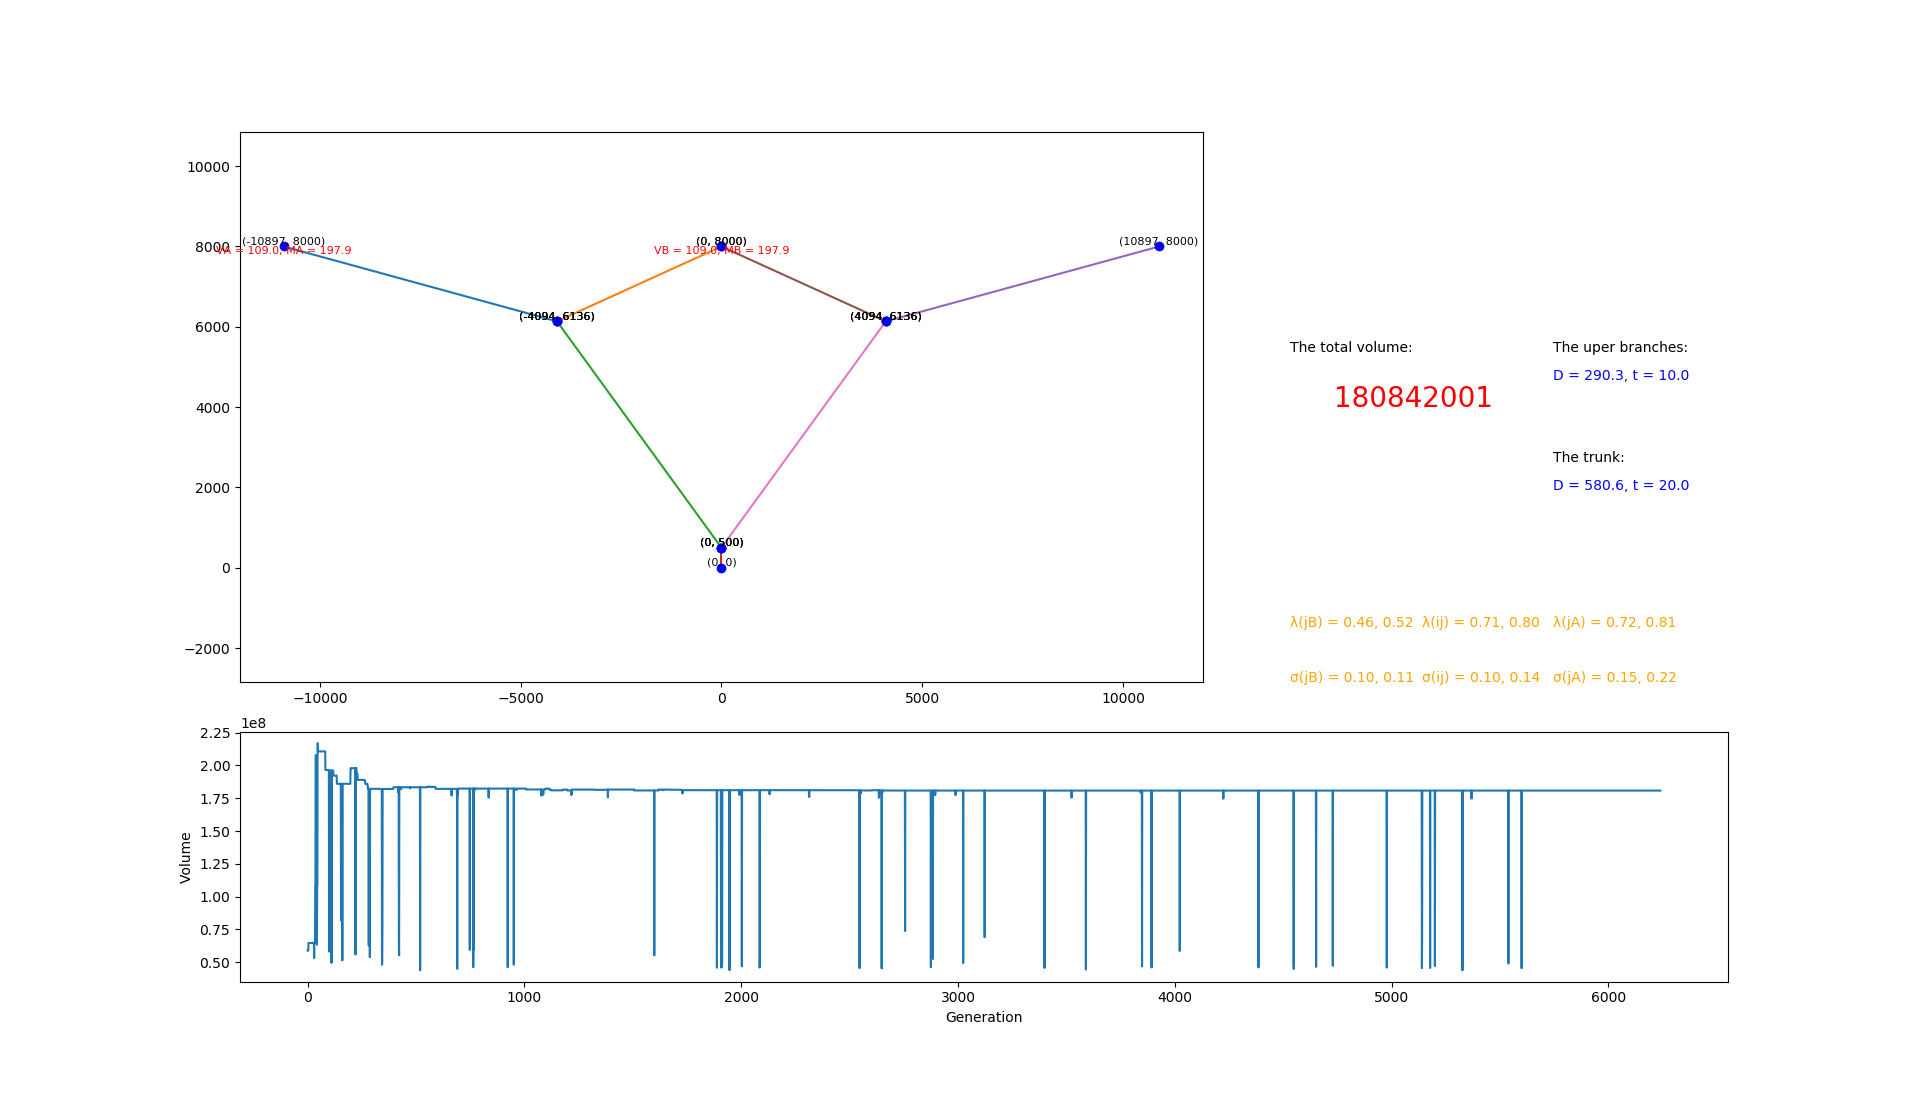 10000
8000
6000
4000
2000
0
−2000
(-10897, 8000)
VA = 109.0, MA = 197.9
(0, 8000)
VB = 109.0, MB = 197.9
(10897, 8000)
(-4094, 6136)
(4094, 6136)
(0, 500)
(0, 0)
−10000 −5000 0 5000 10000
The total volume:
180842001
The uper branches:
D = 290.3, t = 10.0
The trunk:
D = 580.6, t = 20.0
λ(jB) = 0.46, 0.52 λ(ij) = 0.71, 0.80 λ(jA) = 0.72, 0.81
σ(jB) = 0.10, 0.11 σ(ij) = 0.10, 0.14 σ(jA) = 0.15, 0.22
1e8
2.25
2.00
1.75
1.50
1.25
1.00
0.75
0.50
Volume
0 1000 2000 3000 4000 5000 6000
Generation